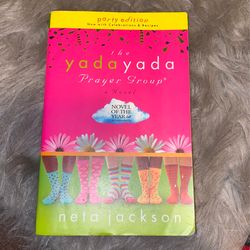 party edition
Now with Celebrations & Recipes
the
yada yada
Prayer Group®
a Novel
NOVEL
OF THE
YEAR
neta jackson